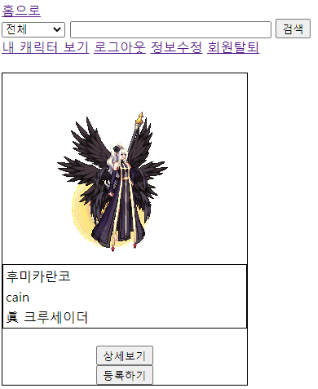 홈으로
전체 검색
내 캐릭터 보기 로그아웃 정보수정 회원탈퇴
후미카란코
cain
眞 크루세이더
상세보기
등록하기